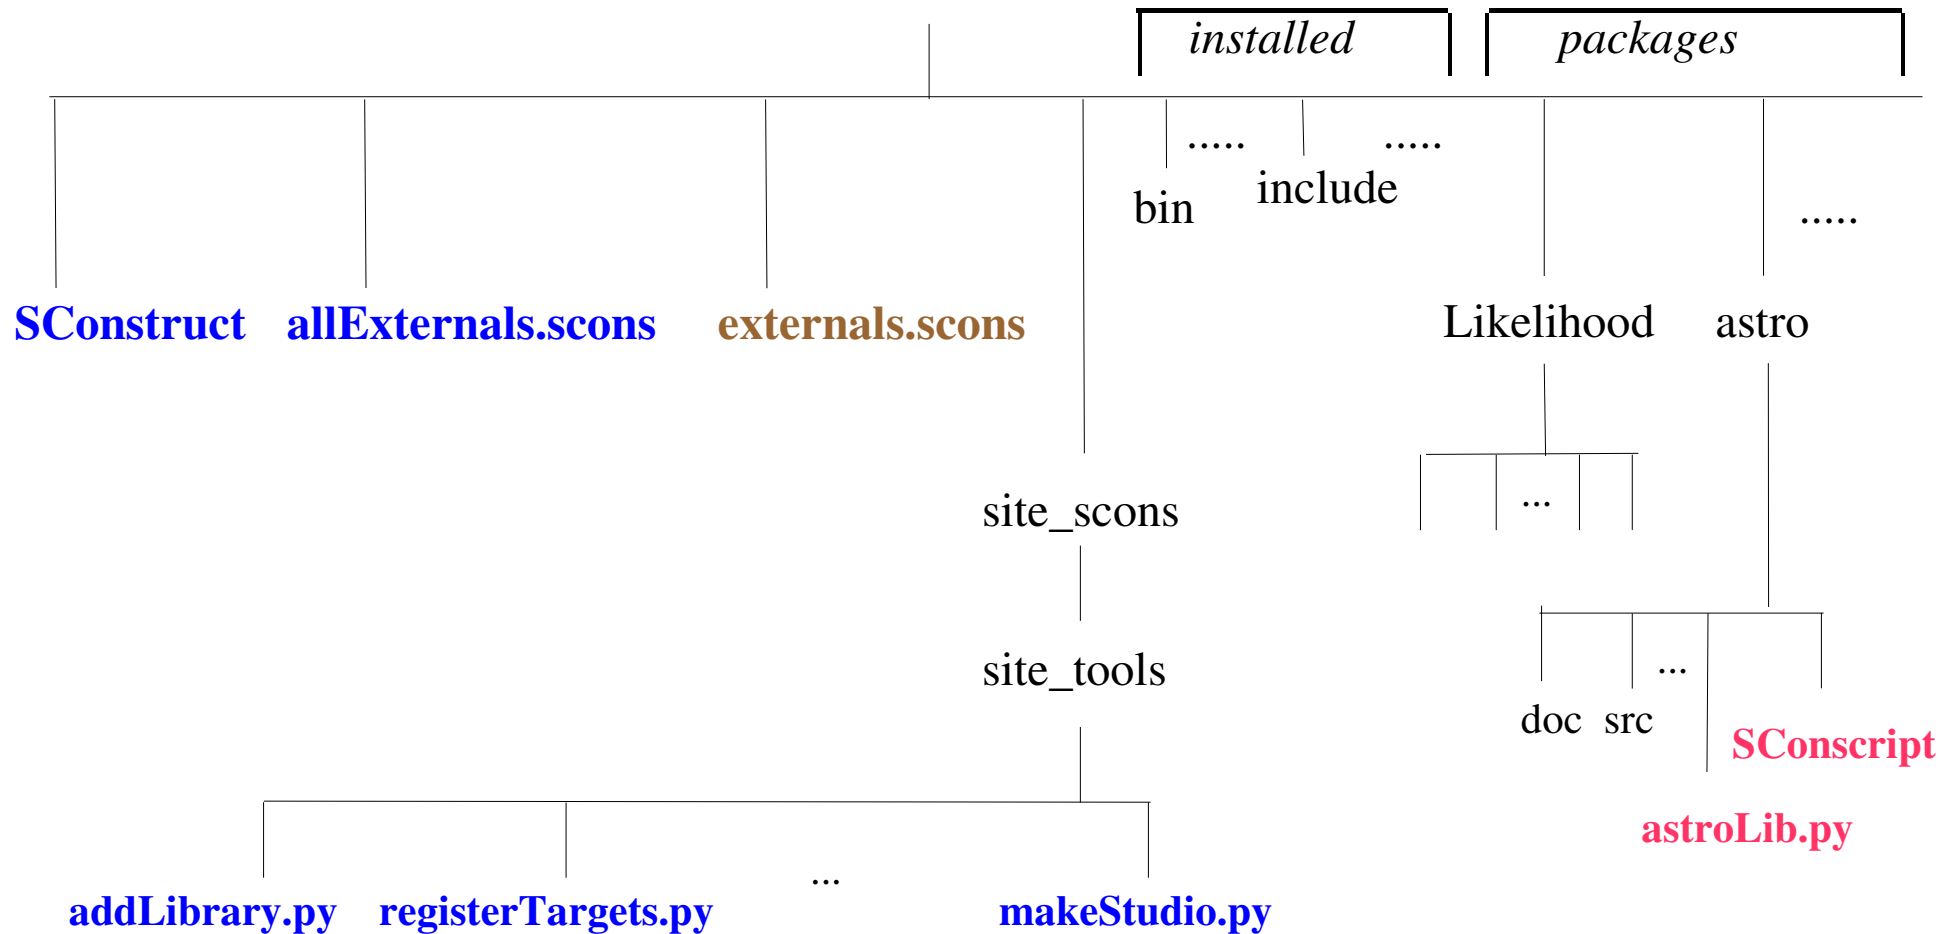 installed packages
..... .....
bin include
.....
SConstruct allExternals.scons externals.scons Likelihood astro
site_scons ...
site_tools ...
doc src
SConscript
astroLib.py
...
addLibrary.py registerTargets.py makeStudio.py